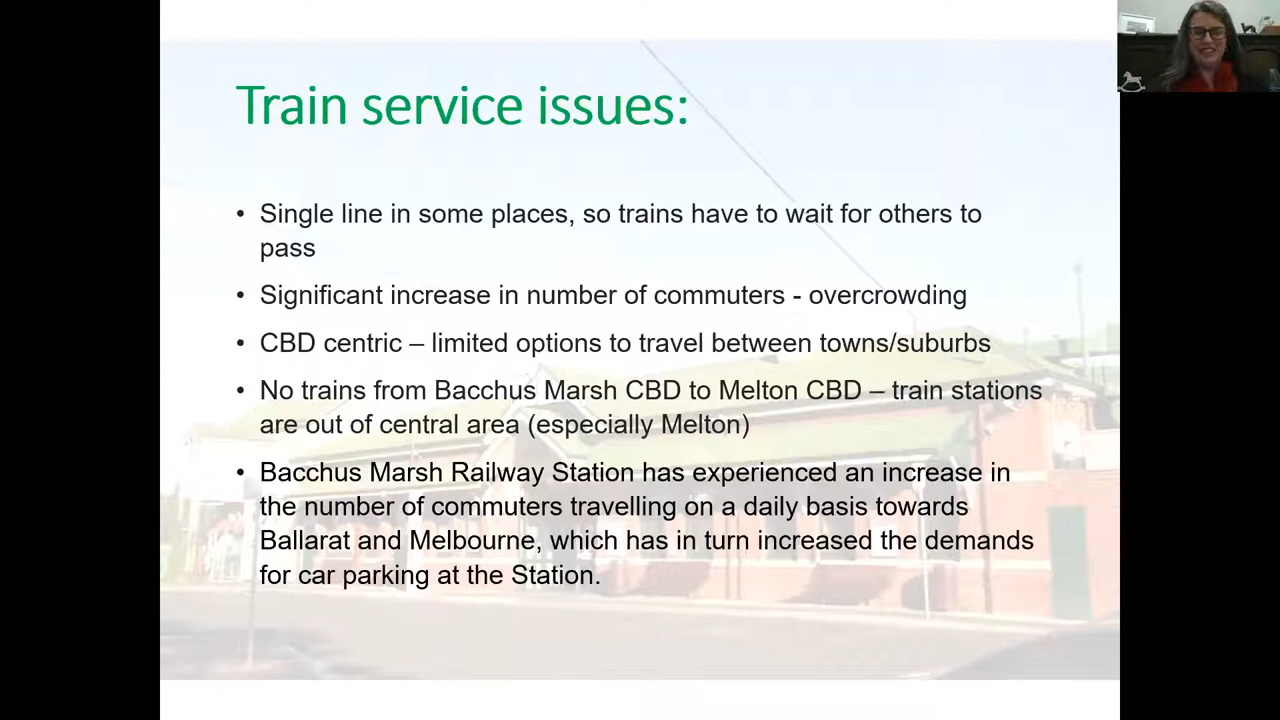 Train service issues:
• Single line in some places, so trains have to wait for others to
pass
• Significant increase in number of commuters - overcrowding
• CBD centric – limited options to travel between towns/suburbs
• No trains from Bacchus Marsh CBD to Melton CBD – train stations
are out of central area (especially Melton)
• Bacchus Marsh Railway Station has experienced an increase in
the number of commuters travelling on a daily basis towards
Ballarat and Melbourne, which has in turn increased the demands
for car parking at the Station.